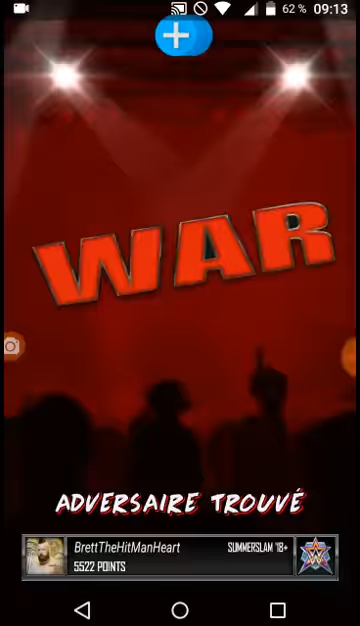 62 % 09:13
WAR
ADVERSAIRE TROUVÉ
BrettTheHitManHeart SUMMERSLAM '18+
5522 POINTS